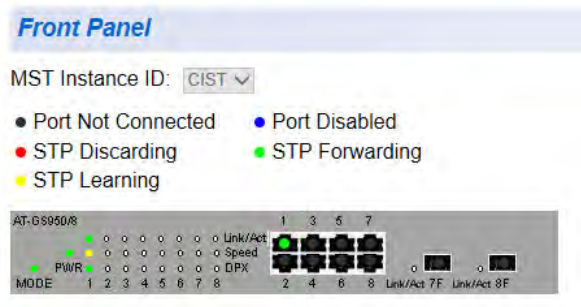 Front Panel
MST Instance ID: CIST
Port Not Connected Port Disabled
STP Discarding STP Forwarding
STP Learning
AT-GS950/8 1 3 5 7
Link/Act
Speed
PWR DPX
MODE 1 2 3 4 5 6 7 8 2 4 6 8 Link/Act 7F Link/Act 8F